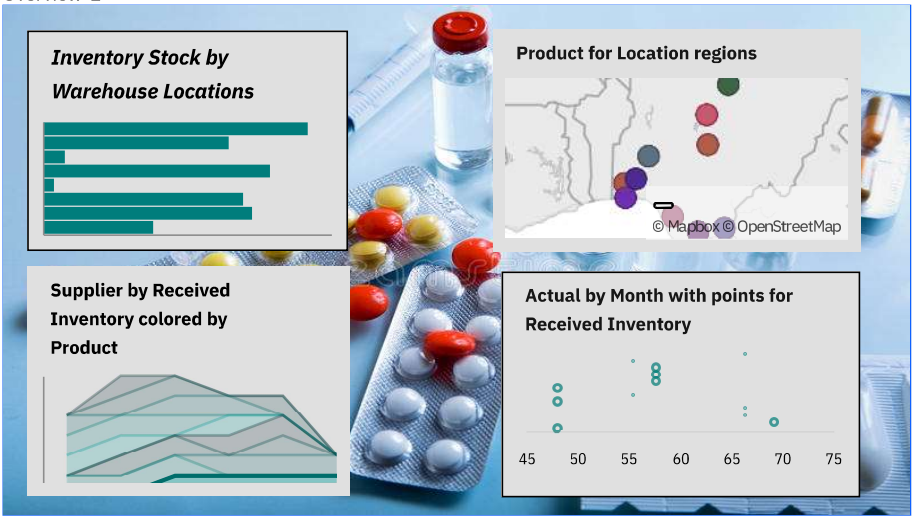 Inventory Stock by
Warehouse Locations
Product for Location regions
© Mapbox © OpenStreetMap
Supplier by Received
Inventory colored by
Product
Actual by Month with points for
Received Inventory
45 50 55 60 65 70 75